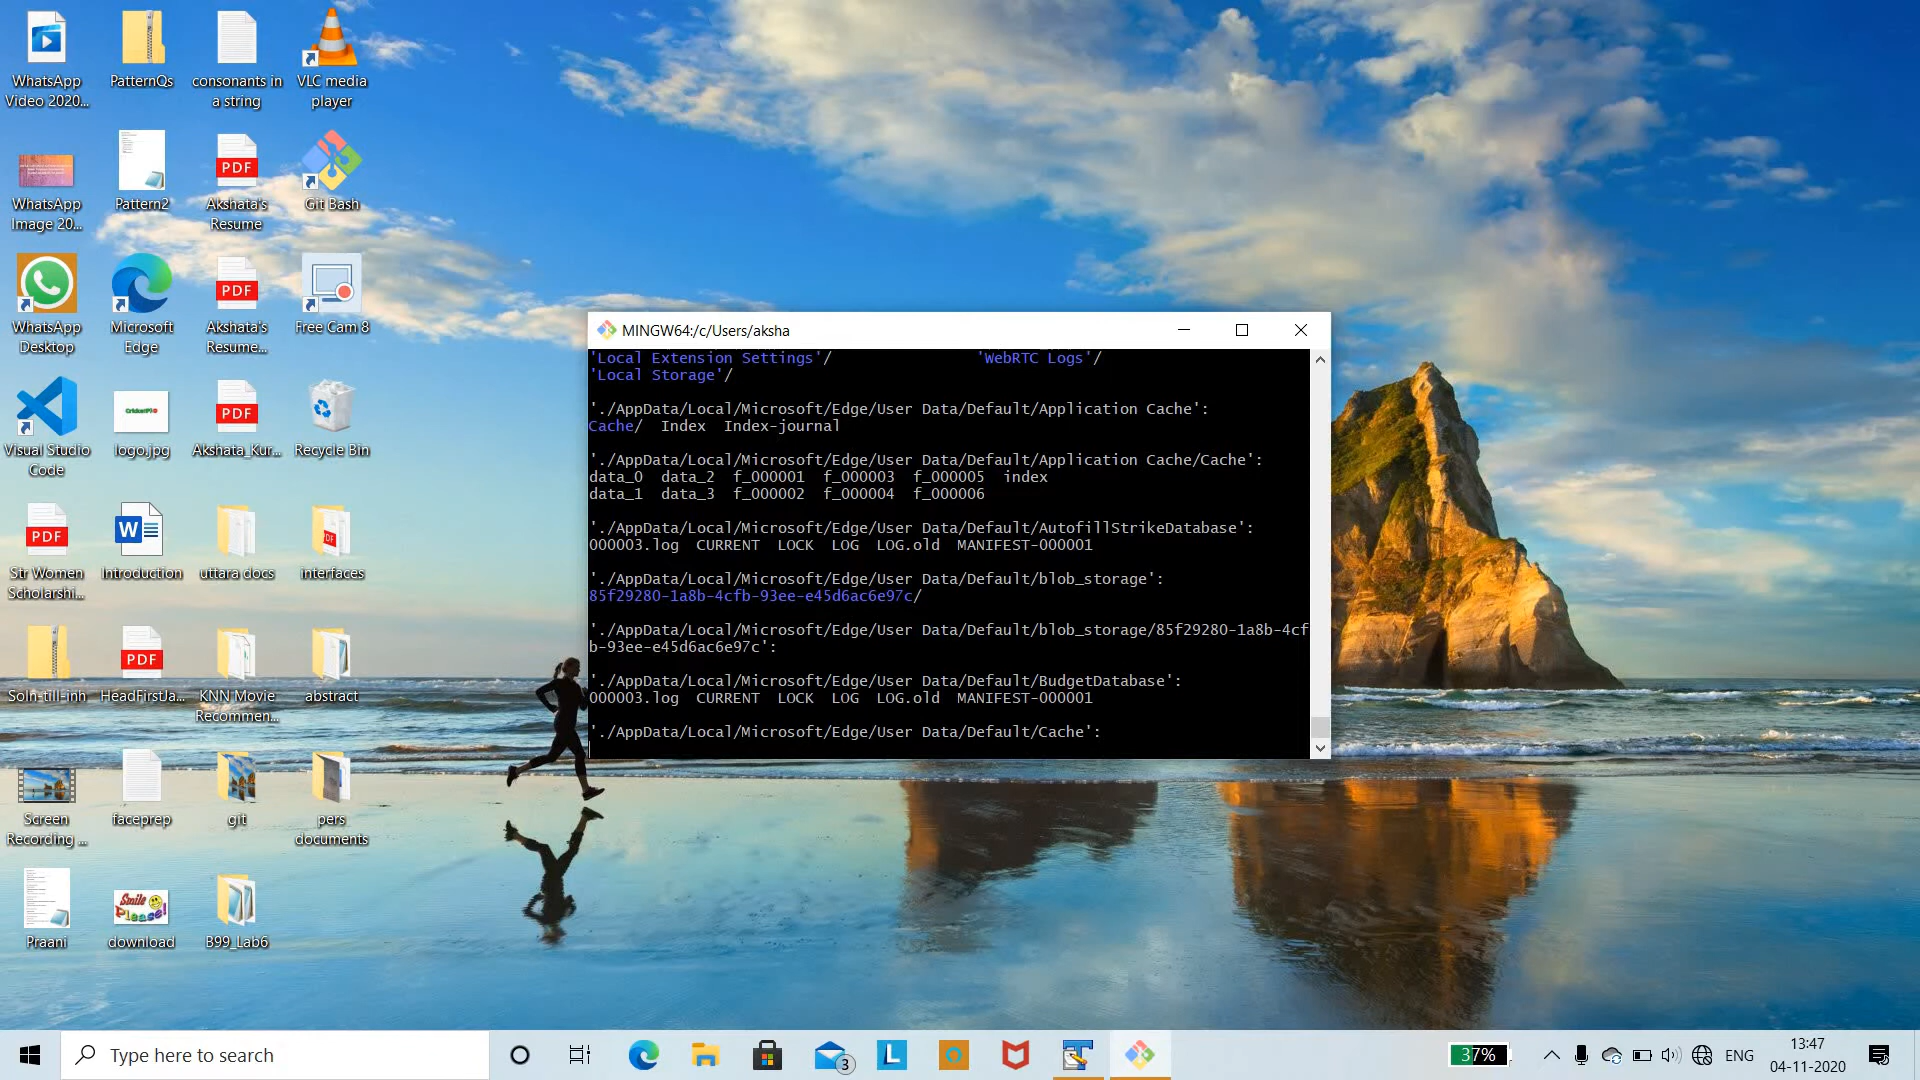 WhatsApp
Video 2020...
PatternQs
consonants in
a string
VLC media
player
WhatsApp
Image 20...
Pattern2
PDF
Akshata's
Resume
Git Bash
WhatsApp
Desktop
Microsoft
Edge
PDF
Akshata's
Resume...
Free Cam 8
Visual Studio
Code
logo.jpg
PDF
Akshata_Kur...
Recycle Bin
PDF
Str Women
Scholarshi...
W
Introduction
uttara docs
interfaces
Soln-till-inh
PDF
HeadFirstJa...
KNN Movie
Recommen...
abstract
Screen
Recording ...
faceprep
git
pers
documents
Praani
Smile
Please!
download
B99_Lab6
MINGW64:/c/Users/aksha
'Local Extension Settings'/ 'WebRTC Logs'/
'Local Storage'/
'./AppData/Local/Microsoft/Edge/User Data/Default/Application Cache':
Cache/ Index Index-journal
'./AppData/Local/Microsoft/Edge/User Data/Default/Application Cache/Cache':
data_0 data_2 f_000001 f_000003 f_000005 index
data_1 data_3 f_000002 f_000004 f_000006
'./AppData/Local/Microsoft/Edge/User Data/Default/AutofillStrikeDatabase':
000003.log CURRENT LOCK LOG LOG.old MANIFEST-000001
'./AppData/Local/Microsoft/Edge/User Data/Default/blob_storage':
85f29280-1a8b-4cfb-93ee-e45d6ac6e97c/
'./AppData/Local/Microsoft/Edge/User Data/Default/blob_storage/85f29280-1a8b-4cf
b-93ee-e45d6ac6e97c':
'./AppData/Local/Microsoft/Edge/User Data/Default/BudgetDatabase':
000003.log CURRENT LOCK LOG LOG.old MANIFEST-000001
'./AppData/Local/Microsoft/Edge/User Data/Default/Cache':
Type here to search
3
L
37%
ENG
13:47
04-11-2020